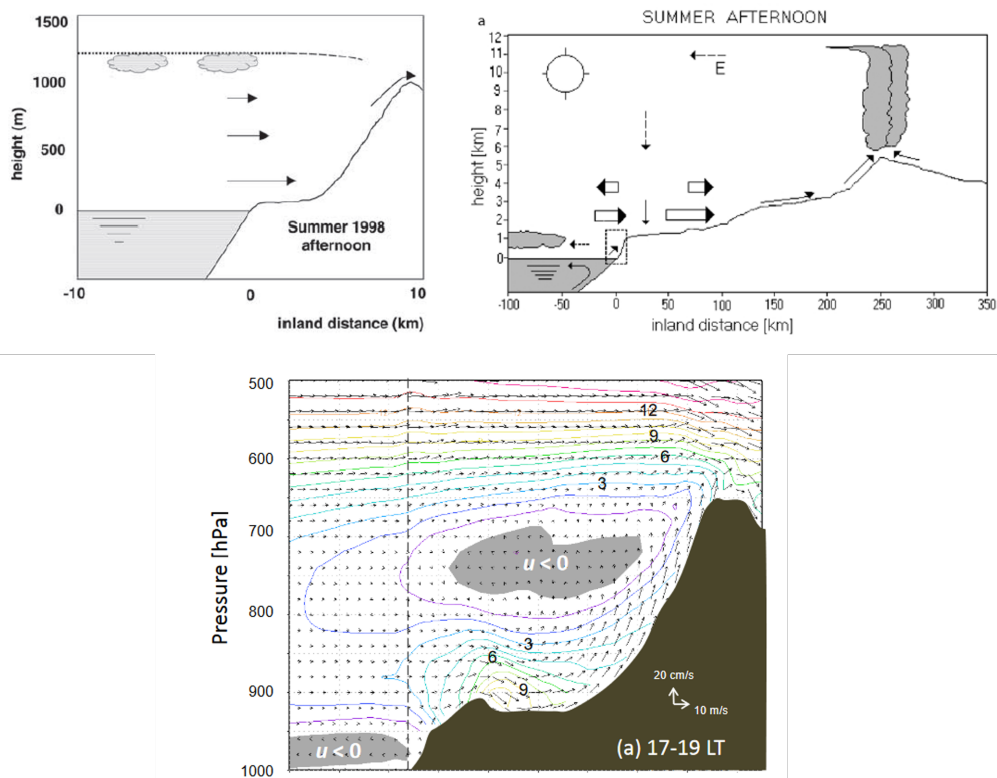 1500
1000
500
0
height (m)
Summer 1998
afternoon
-10
0
10
inland distance (km)
a
SUMMER AFTERNOON
12
11
10
9
8
7
6
5
4
3
2
1
0
height [km]
E
-100
-50
0
50
100
150
200
250
300
350
inland distance [km]
500
600
700
800
900
1000
Pressure [hPa]
12
9
6
3
u < 0
3
6
9
u < 0
20 cm/s
10 m/s
(a) 17-19 LT